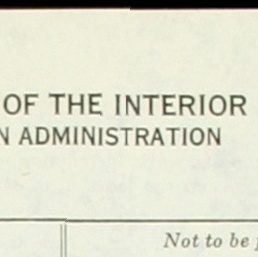 OF THE INTERIOR
N ADMINISTRATION
Not to be